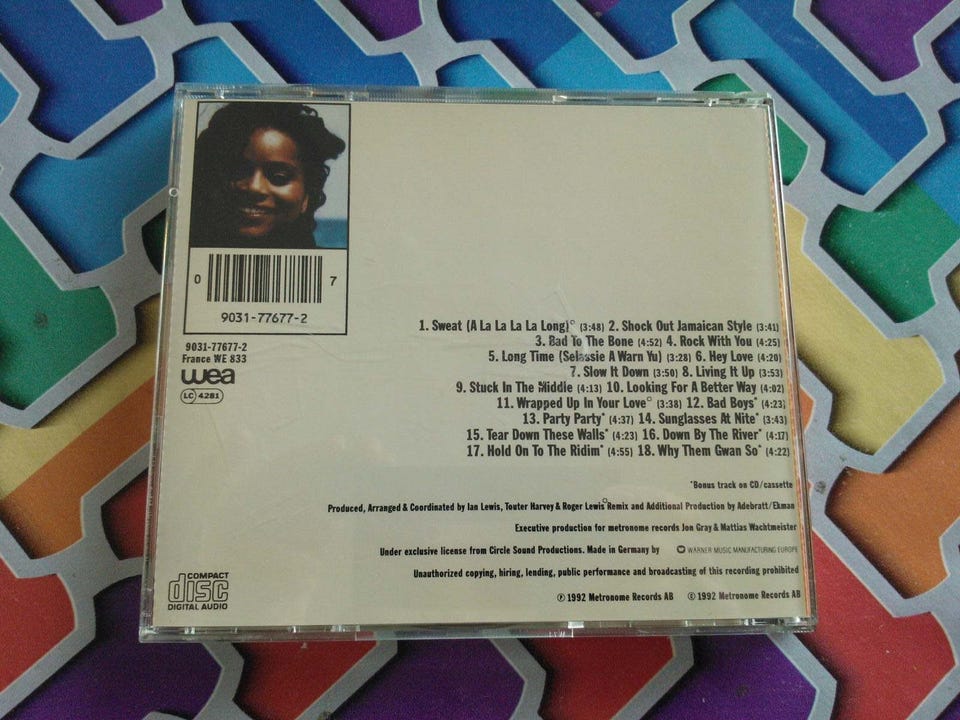 0 7
9031-77677-2
9031-77677-2
France WE 833
wea
LC 4281
1. Sweat (A La La La La Long)○ (3:48) 2. Shock Out Jamaican Style (3:41)
3. Bad To The Bone (4:52) 4. Rock With You (4:25)
5. Long Time (Selassie A Warn Yu) (3:28) 6. Hey Love (4:20)
7. Slow It Down (3:50) 8. Living It Up (3:53)
9. Stuck In The Middle (4:13) 10. Looking For A Better Way (4:02)
11. Wrapped Up In Your Love○ (3:38) 12. Bad Boys* (4:23)
13. Party Party* (4:37) 14. Sunglasses At Nite* (3:43)
15. Tear Down These Walls* (4:23) 16. Down By The River* (4:17)
17. Hold On To The Ridim* (4:55) 18. Why Them Gwan So* (4:22)
*Bonus track on CD/cassette
Produced, Arranged & Coordinated by Ian Lewis, Touter Harvey & Roger Lewis ○Remix and Additional Production by Adebratt/Ekman
Executive production for metronome records Jon Gray & Mattias Wachtmeister
Under exclusive license from Circle Sound Productions. Made in Germany by WARNER MUSIC MANUFACTURING EUROPE
Unauthorized copying, hiring, lending, public performance and broadcasting of this recording prohibited
℗ 1992 Metronome Records AB © 1992 Metronome Records AB
COMPACT
disc
DIGITAL AUDIO